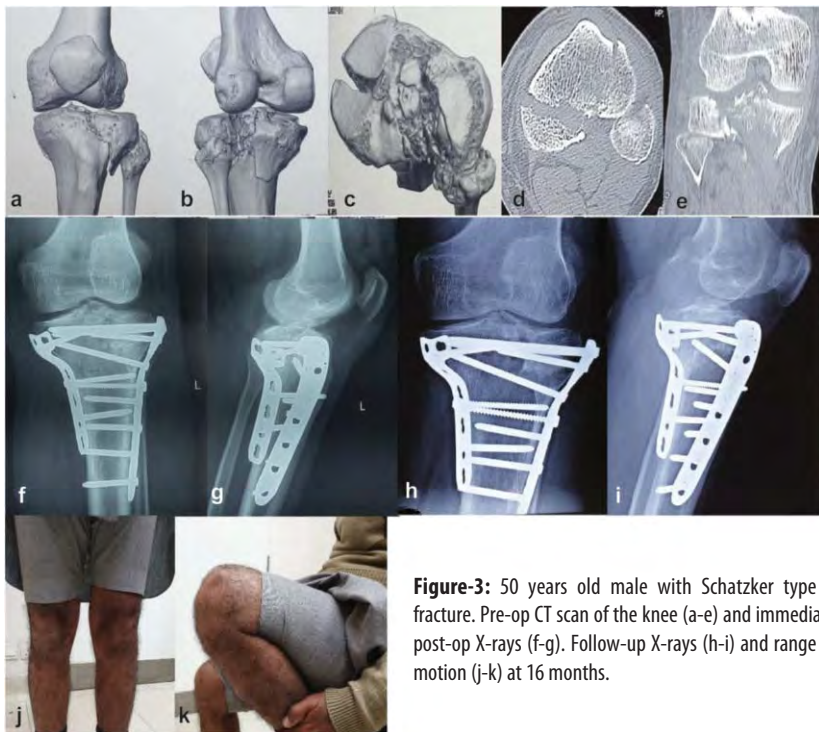 L
a
b
c
d
e
L
L
f
g
h
i
j
k
Figure-3: 50 years old male with Schatzker type
fracture. Pre-op CT scan of the knee (a-e) and immedia
post-op X-rays (f-g). Follow-up X-rays (h-i) and range
motion (j-k) at 16 months.